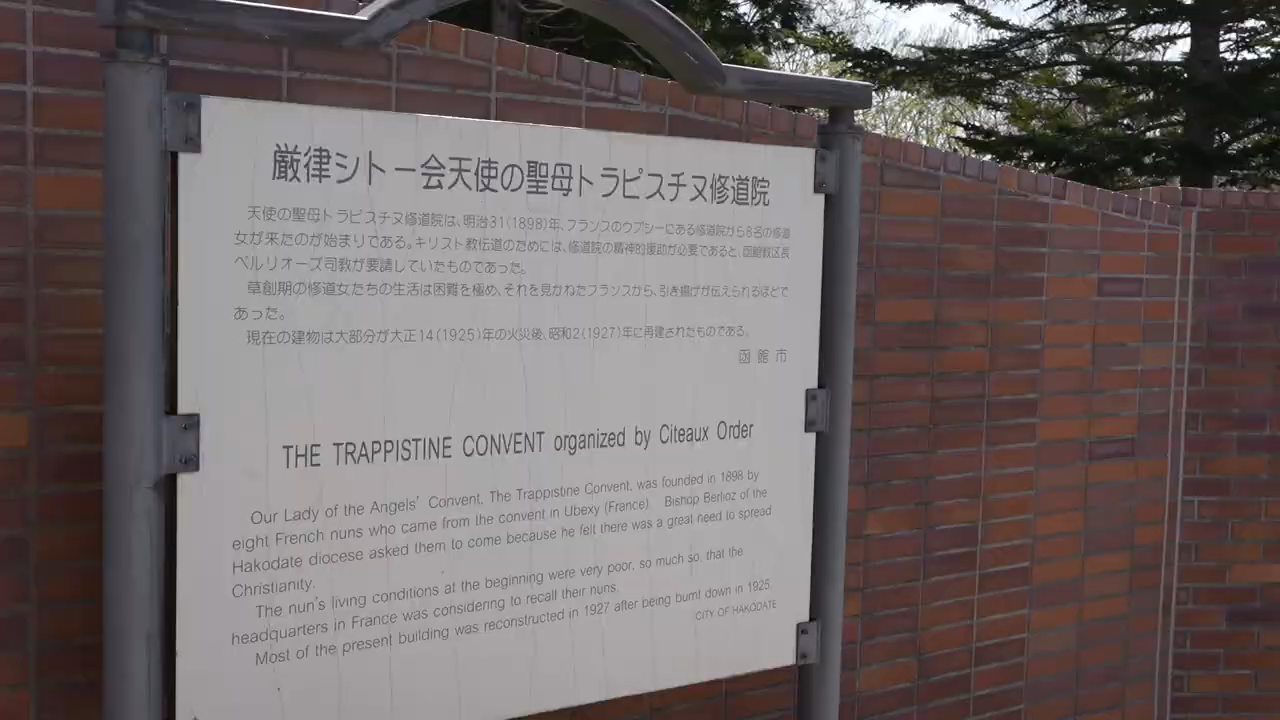 厳律シトー会天使の聖母トラピスチヌ修道院
天使の聖母トラピスチヌ修道院は、明治31(1898)年、フランスのウプシーにある修道院から8名の修道
女が来たのが始まりである。キリスト教伝道のためには、修道院の精神的援助が必要であると、函館教区長
ベルリオーズ司教が要請していたものであった。
草創期の修道女たちの生活は困難を極め、それを見かねたフランスから、引き揚げが伝えられるほどで
あった。
現在の建物は大部分が大正14(1925)年の火災後、昭和2(1927)年に再建されたものである。
函館市
THE TRAPPISTINE CONVENT organized by Citeaux Order
Our Lady of the Angels' Convent, The Trappistine Convent, was founded in 1898 by
eight French nuns who came from the convent in Ubexy (France) Bishop Berlioz of the
Hakodate diocese asked them to come because he felt there was a great need to spread
Christianity.
The nun's living conditions at the beginning were very poor, so much so, that the
headquarters in France was considering to recall their nuns.
Most of the present building was reconstructed in 1927 after being burnt down in 1925.
CITY OF HAKODATE